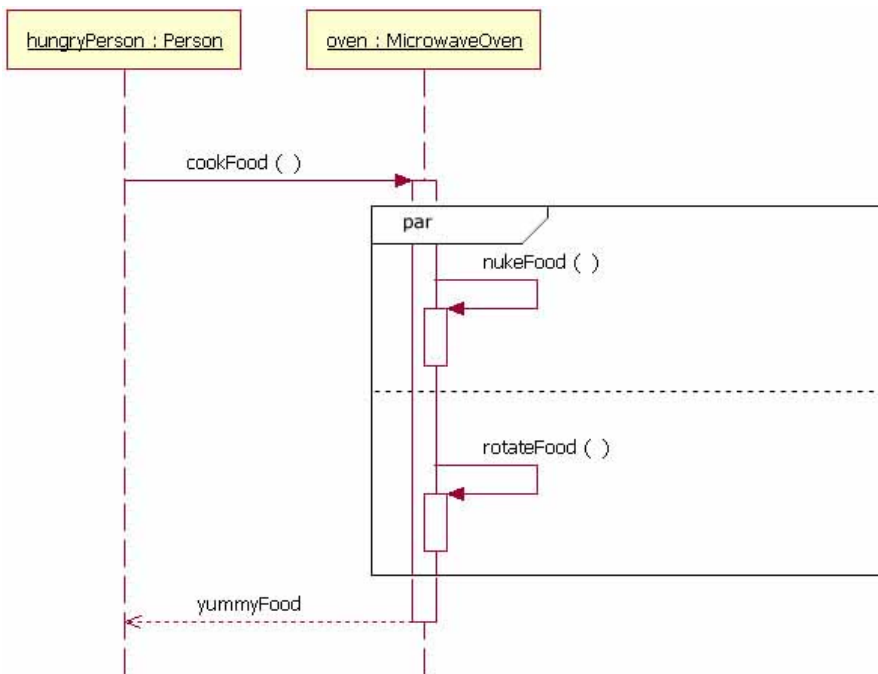 hungryPerson : Person
oven : MicrowaveOven
cookFood ( )
par
nukeFood ( )
rotateFood ( )
yummyFood